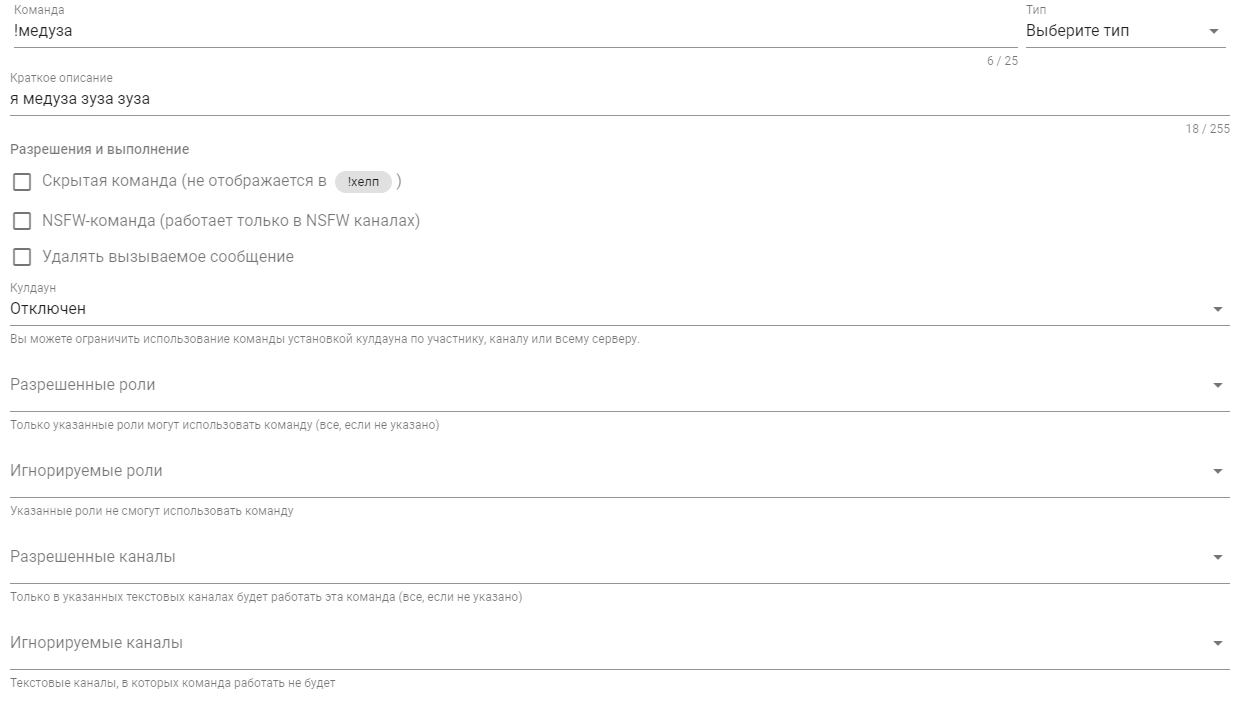 Команда
Тип
!медуза
Выберите тип
6 / 25
Краткое описание
я медуза зуза зуза
18 / 255
Разрешения и выполнение
Скрытая команда (не отображается в !хелп )
NSFW-команда (работает только в NSFW каналах)
Удалять вызываемое сообщение
Кулдаун
Отключен
Вы можете ограничить использование команды установкой кулдауна по участнику, каналу или всему серверу.
Разрешенные роли
Только указанные роли могут использовать команду (все, если не указано)
Игнорируемые роли
Указанные роли не смогут использовать команду
Разрешенные каналы
Только в указанных текстовых каналах будет работать эта команда (все, если не указано)
Игнорируемые каналы
Текстовые каналы, в которых команда работать не будет